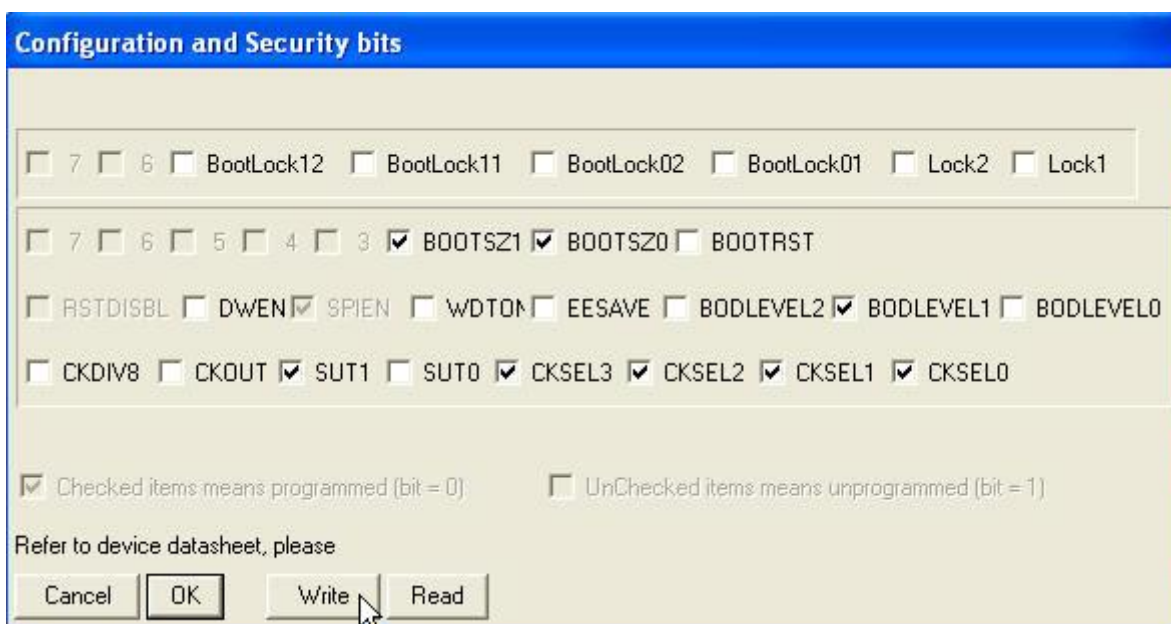 Configuration and Security bits
7 6 BootLock12 BootLock11 BootLock02 BootLock01 Lock2 Lock1
7 6 5 4 3 BOOTSZ1 BOOTSZ0 BOOTRST
RSTDISBL DWEN SPIEN WDTON EESAVE BODLEVEL2 BODLEVEL1 BODLEVEL0
CKDIV8 CKOUT SUT1 SUT0 CKSEL3 CKSEL2 CKSEL1 CKSEL0
Checked items means programmed (bit = 0) UnChecked items means unprogrammed (bit = 1)
Refer to device datasheet, please
Cancel OK Write Read